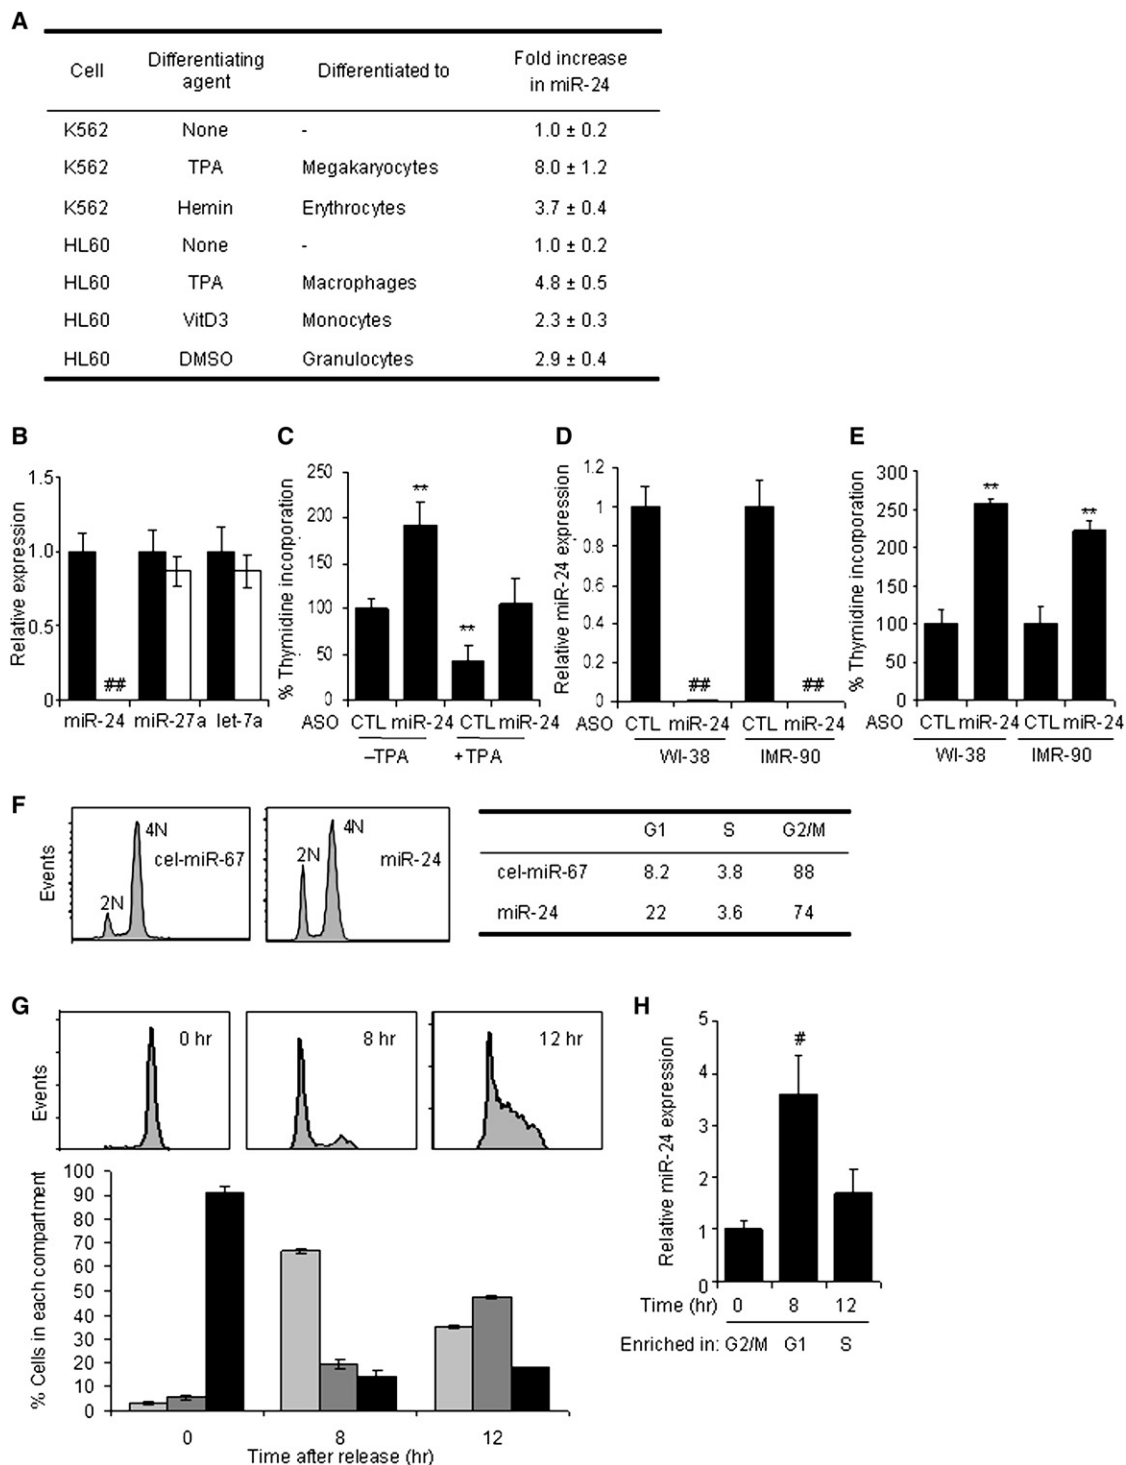 A
Cell Differentiating agent Differentiated to Fold increase in miR-24
K562 None - 1.0 ± 0.2
K562 TPA Megakaryocytes 8.0 ± 1.2
K562 Hemin Erythrocytes 3.7 ± 0.4
HL60 None - 1.0 ± 0.2
HL60 TPA Macrophages 4.8 ± 0.5
HL60 VitD3 Monocytes 2.3 ± 0.3
HL60 DMSO Granulocytes 2.9 ± 0.4
B
Relative expression
1.5
1.0
0.5
0
##
miR-24 miR-27a let-7a
C
% Thymidine incorporation
250
200
150
100
50
0
**
**
ASO CTL miR-24 CTL miR-24
–TPA +TPA
D
Relative miR-24 expression
1.2
1
0.8
0.6
0.4
0.2
0
## ##
ASO CTL miR-24 CTL miR-24
WI-38 IMR-90
E
% Thymidine incorporation
300
250
200
150
100
50
0
**
**
ASO CTL miR-24 CTL miR-24
WI-38 IMR-90
F
Events
4N
cel-miR-67
2N
4N
2N
miR-24
G1 S G2/M
cel-miR-67 8.2 3.8 88
miR-24 22 3.6 74
G
Events
0 hr
8 hr
12 hr
% Cells in each compartment
100
90
80
70
60
50
40
30
20
10
0
0 8 12
Time after release (hr)
H
Relative miR-24 expression
5
4
3
2
1
0
#
Time (hr) 0 8 12
Enriched in: G2/M G1 S